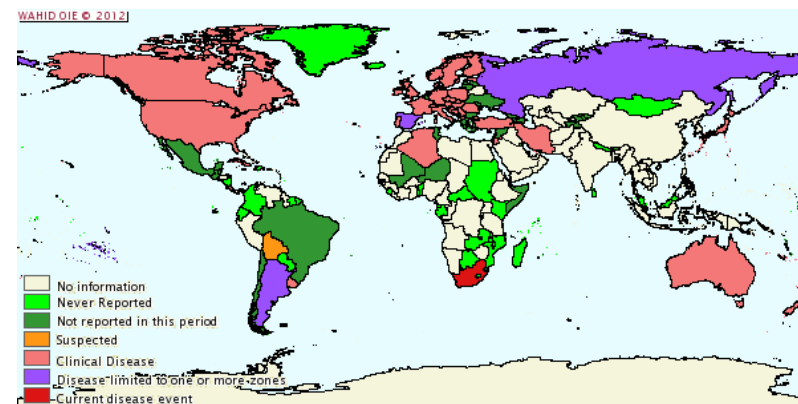 WAHID OIE © 2012
No information
Never Reported
Not reported in this period
Suspected
Clinical Disease
Disease limited to one or more zones
Current disease event